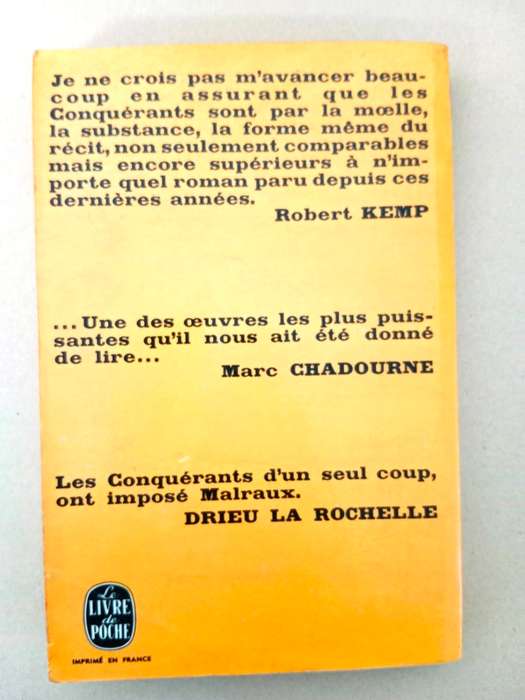 Je ne crois pas m'avancer beau-
coup en assurant que les
Conquérants sont par la mœlle,
la substance, la forme même du
récit, non seulement comparables
mais encore supérieurs à n'im-
porte quel roman paru depuis ces
dernières années.
Robert KEMP
...Une des œuvres les plus puis-
santes qu'il nous ait été donné
de lire...
Marc CHADOURNE
Les Conquérants d'un seul coup,
ont imposé Malraux.
DRIEU LA ROCHELLE
Le
LIVRE
de
POCHE
IMPRIMÉ EN FRANCE